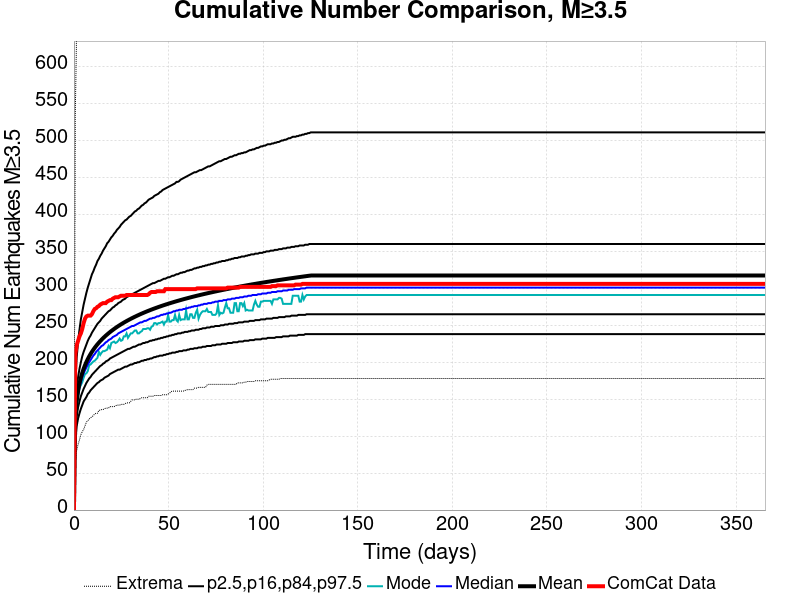 Cumulative Number Comparison, M≥3.5
Cumulative Num Earthquakes M≥3.5
600
550
500
450
400
350
300
250
200
150
100
50
0
0 50 100 150 200 250 300 350
Time (days)
Extrema p2.5,p16,p84,p97.5 Mode Median Mean ComCat Data